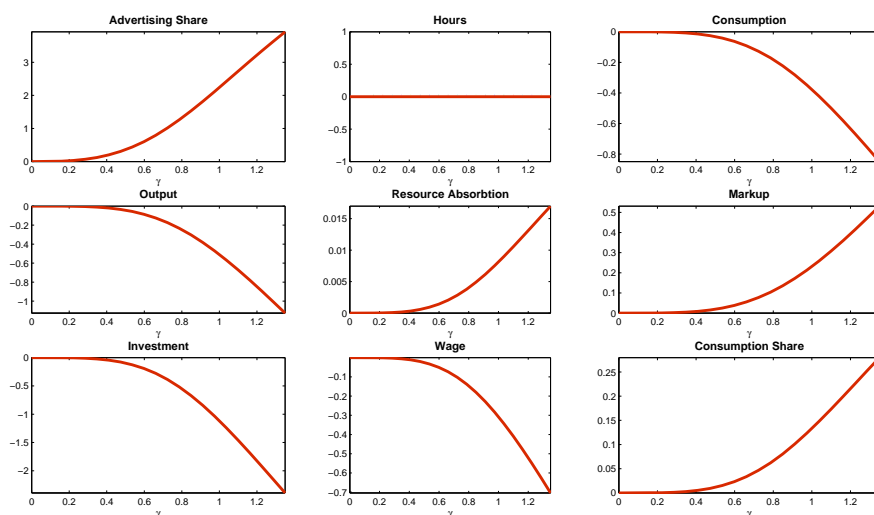 Advertising Share
3
2
1
0
0 0.2 0.4 0.6 0.8 1 1.2
γ
Hours
1
0.5
0
−0.5
−1
0 0.2 0.4 0.6 0.8 1 1.2
γ
Consumption
0
−0.2
−0.4
−0.6
−0.8
0 0.2 0.4 0.6 0.8 1 1.2
γ
Output
0
−0.2
−0.4
−0.6
−0.8
−1
0 0.2 0.4 0.6 0.8 1 1.2
γ
Resource Absorbtion
0.015
0.01
0.005
0
0 0.2 0.4 0.6 0.8 1 1.2
γ
Markup
0.5
0.4
0.3
0.2
0.1
0
0 0.2 0.4 0.6 0.8 1 1.2
γ
Investment
0
−0.5
−1
−1.5
−2
0 0.2 0.4 0.6 0.8 1 1.2
γ
Wage
−0.1
−0.2
−0.3
−0.4
−0.5
−0.6
−0.7
0 0.2 0.4 0.6 0.8 1 1.2
γ
Consumption Share
0.25
0.2
0.15
0.1
0.05
0
0 0.2 0.4 0.6 0.8 1 1.2
γ